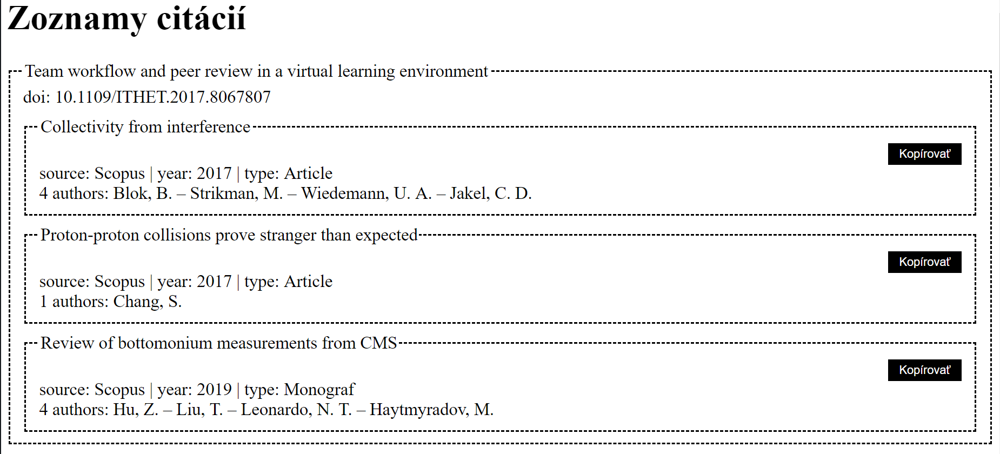 Zoznamy citácií
Team workflow and peer review in a virtual learning environment
doi: 10.1109/ITHET.2017.8067807
Collectivity from interference
Kopírovať
source: Scopus | year: 2017 | type: Article
4 authors: Blok, B. – Strikman, M. – Wiedemann, U. A. – Jakel, C. D.
Proton-proton collisions prove stranger than expected
Kopírovať
source: Scopus | year: 2017 | type: Article
1 authors: Chang, S.
Review of bottomonium measurements from CMS
Kopírovať
source: Scopus | year: 2019 | type: Monograf
4 authors: Hu, Z. – Liu, T. – Leonardo, N. T. – Haytmyradov, M.